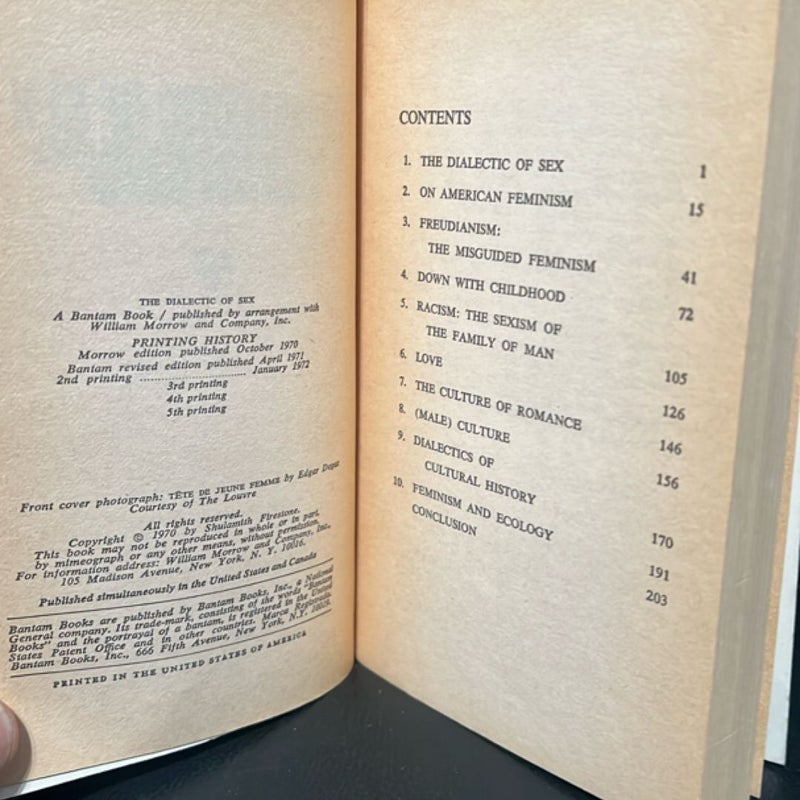 THE DIALECTIC OF SEX
A Bantam Book / published by arrangement with
William Morrow and Company, Inc.
PRINTING HISTORY
Morrow edition published October 1970
Bantam revised edition published April 1971
2nd printing .......................... January 1972
3rd printing
4th printing
5th printing
Front cover photograph: TÊTE DE JEUNE FEMME by Edgar Degas
Courtesy of The Louvre
All rights reserved.
Copyright © 1970 by Shulamith Firestone.
This book may not be reproduced in whole or in part,
by mimeograph or any other means, without permission.
For information address: William Morrow and Company, Inc.,
105 Madison Avenue, New York, N. Y. 10016.
Published simultaneously in the United States and Canada
Bantam Books are published by Bantam Books, Inc., a National
General company. Its trade-mark, consisting of the words "Bantam
Books" and the portrayal of a bantam, is registered in the United
States Patent Office and in other countries. Marca Registrada.
Bantam Books, Inc., 666 Fifth Avenue, New York, N.Y. 10019.
PRINTED IN THE UNITED STATES OF AMERICA
CONTENTS
1. THE DIALECTIC OF SEX 1
2. ON AMERICAN FEMINISM 15
3. FREUDIANISM:
THE MISGUIDED FEMINISM 41
4. DOWN WITH CHILDHOOD 72
5. RACISM: THE SEXISM OF
THE FAMILY OF MAN 105
6. LOVE 126
7. THE CULTURE OF ROMANCE 146
8. (MALE) CULTURE 156
9. DIALECTICS OF
CULTURAL HISTORY 170
10. FEMINISM AND ECOLOGY 191
CONCLUSION 203